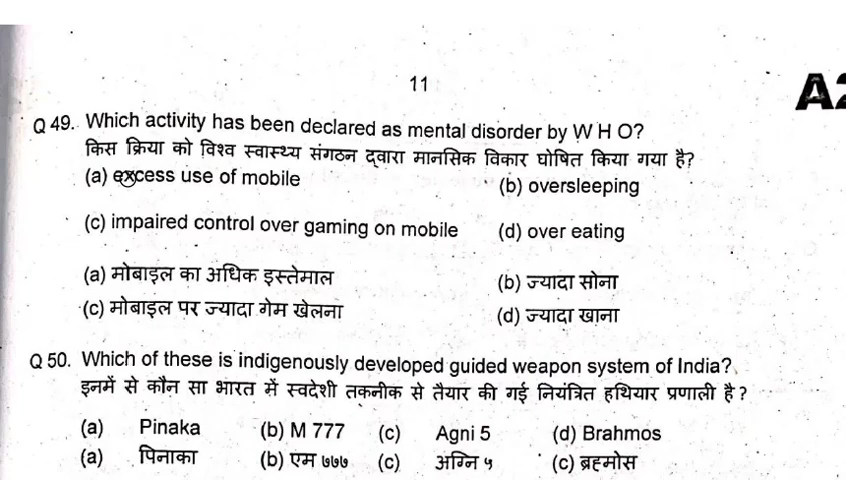 11
A2
Q 49. Which activity has been declared as mental disorder by W H O?
किस क्रिया को विश्व स्वास्थ्य संगठन द्वारा मानसिक विकार घोषित किया गया है?
(a) excess use of mobile (b) oversleeping
(c) impaired control over gaming on mobile (d) over eating
(a) मोबाइल का अधिक इस्तेमाल (b) ज्यादा सोना
(c) मोबाइल पर ज्यादा गेम खेलना (d) ज्यादा खाना
Q 50. Which of these is indigenously developed guided weapon system of India?
इनमें से कौन सा भारत में स्वदेशी तकनीक से तैयार की गई नियंत्रित हथियार प्रणाली है?
(a) Pinaka (b) M 777 (c) Agni 5 (d) Brahmos
(a) पिनाका (b) एम ७७७ (c) अग्नि ५ (c) ब्रह्मोस